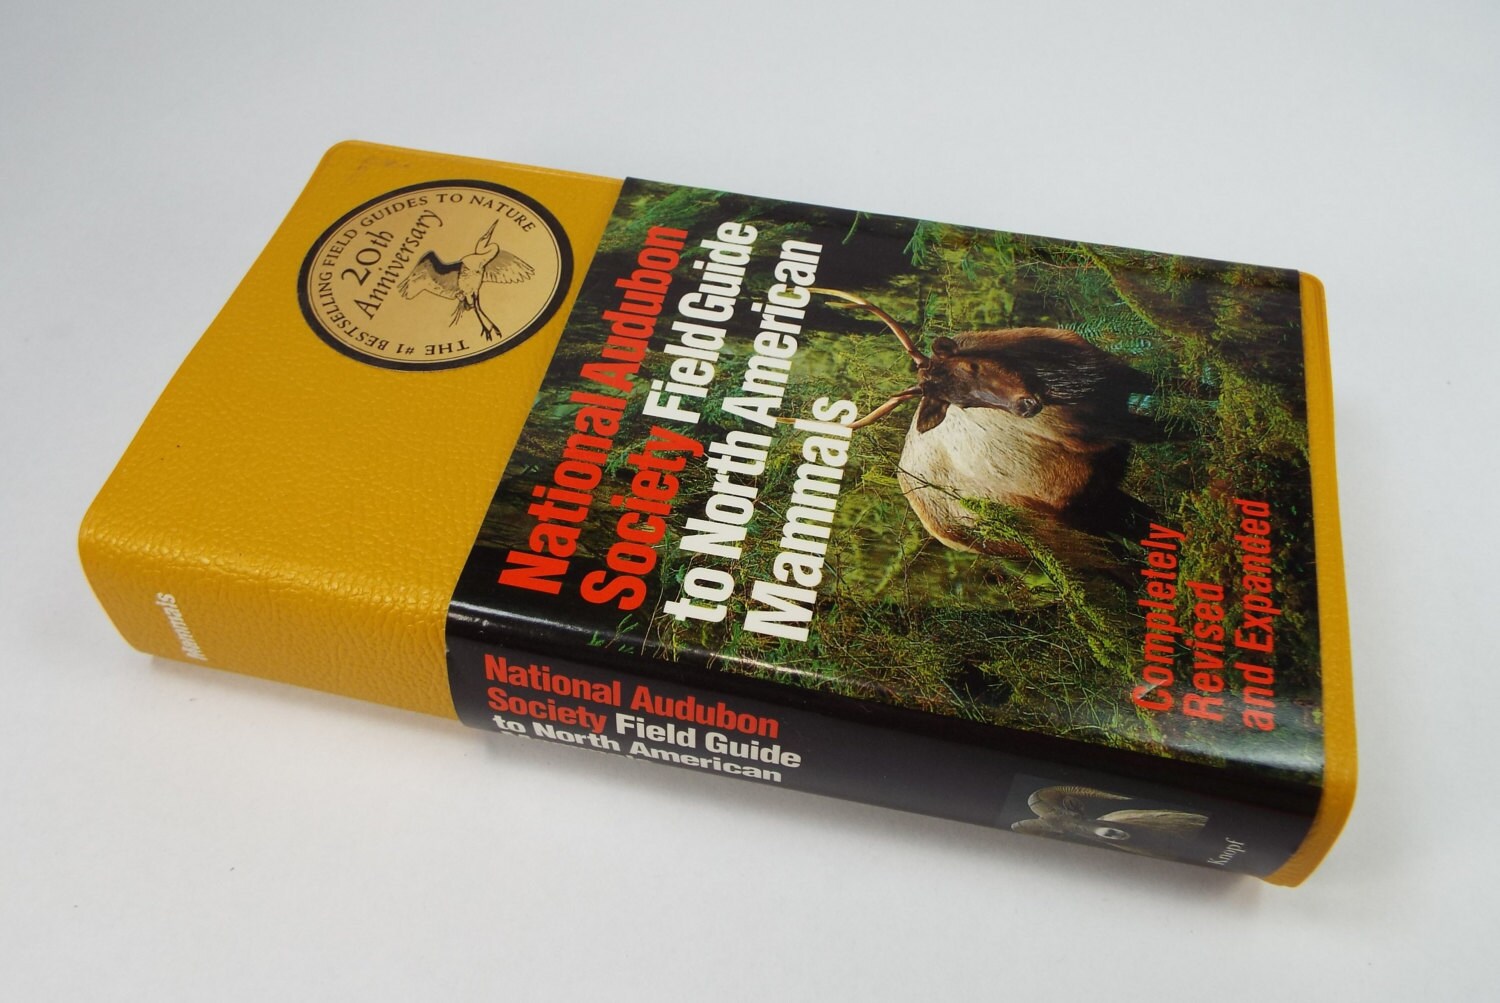 THE #1 BESTSELLING FIELD GUIDES TO NATURE
20th
Anniversary
National Audubon
Society Field Guide
to North American
Mammals
Completely
Revised
and Expanded
Mammals
National Audubon
Society Field Guide
to North American
Knopf